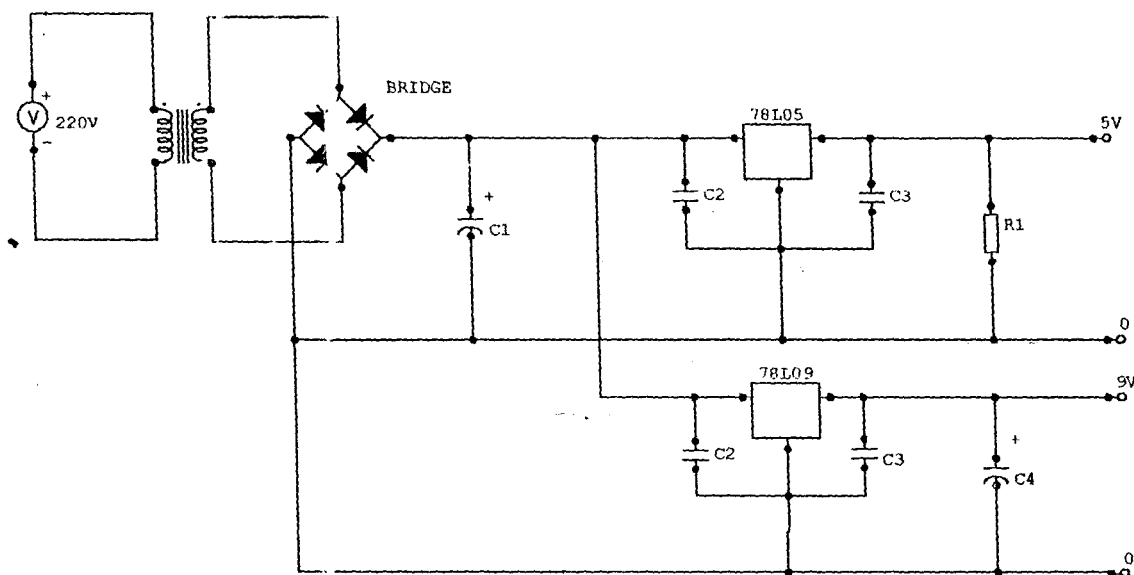 BRIDGE
+
V
220V
-
78L05
5V
C2
C3
+
C1
R1
0
78L09
9V
C2
C3
+
C4
0